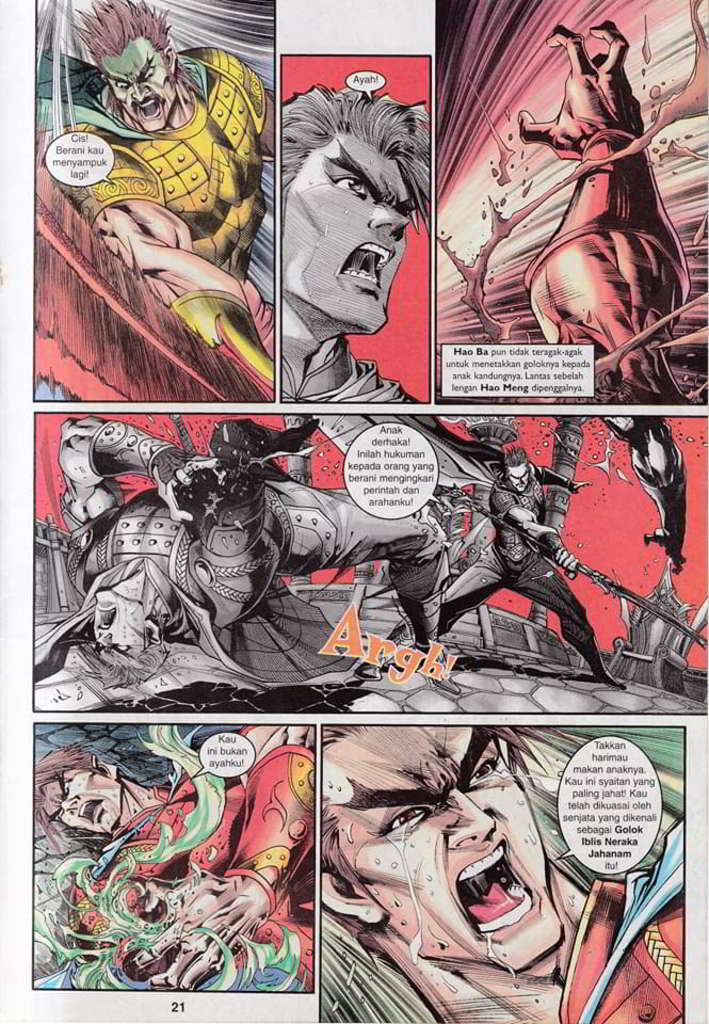 Cis!
Berani kau
menyampuk
lagi!
Ayah!
Hao Ba pun tidak teragak-agak
untuk menetakkan goloknya kepada
anak kandungnya. Lantas sebelah
lengan Hao Meng dipenggalnya.
Anak
derhaka!
Inilah hukuman
kepada orang yang
berani mengingkari
perintah dan
arahanku!
Argh!
Kau
ini bukan
ayahku!
Takkan
harimau
makan anaknya.
Kau ini syaitan yang
paling jahat! Kau
telah dikuasai oleh
senjata yang dikenali
sebagai Golok
Iblis Neraka
Jahanam
itu!
21